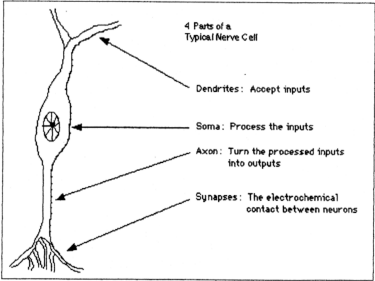 4 Parts of a
Typical Nerve Cell
Dendrites: Accept inputs
Soma: Process the inputs
Axon: Turn the processed inputs
into outputs
Synapses: The electrochemical
contact between neurons